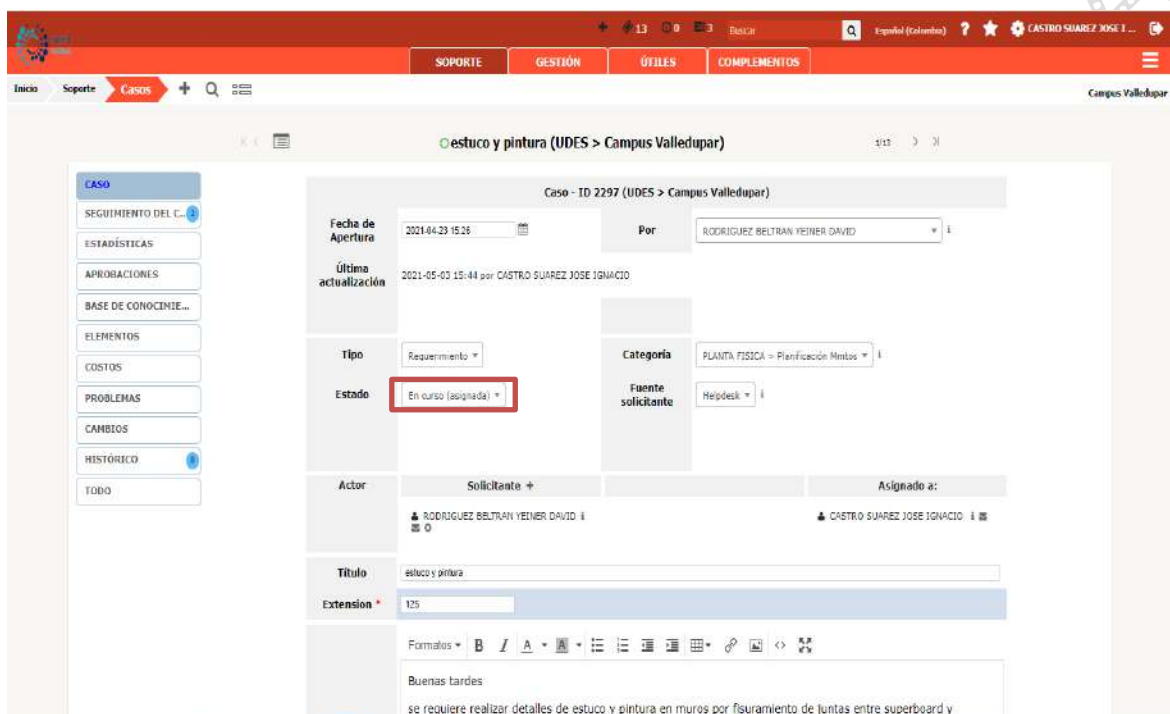 13 0 3 Buscar Español (Colombia) ? CASTRO SUAREZ JOSE I ...
SOPORTE GESTIÓN ÚTILES COMPLEMENTOS
Inicio Soporte Casos + Campus Valledupar
estuco y pintura (UDES > Campus Valledupar) 1/13
CASO
SEGUIMIENTO DEL C... 2
ESTADÍSTICAS
APROBACIONES
BASE DE CONOCIMIE...
ELEMENTOS
COSTOS
PROBLEMAS
CAMBIOS
HISTÓRICO 8
TODO
Caso - ID 2297 (UDES > Campus Valledupar)
Fecha de Apertura 2021-04-23 15:26 Por RODRIGUEZ BELTRAN YEINER DAVID i
Última actualización 2021-05-03 15:44 por CASTRO SUAREZ JOSE IGNACIO
Tipo Requerimiento Categoría PLANTA FISICA > Planificación Mmtos i
Estado En curso (asignada) Fuente solicitante Helpdesk i
Actor Solicitante + Asignado a:
RODRIGUEZ BELTRAN YEINER DAVID i CASTRO SUAREZ JOSE IGNACIO i
0
Título estuco y pintura
Extension * 125
Formatos B I A A
Buenas tardes
se requiere realizar detalles de estuco y pintura en muros por fisuramiento de juntas entre superboard y